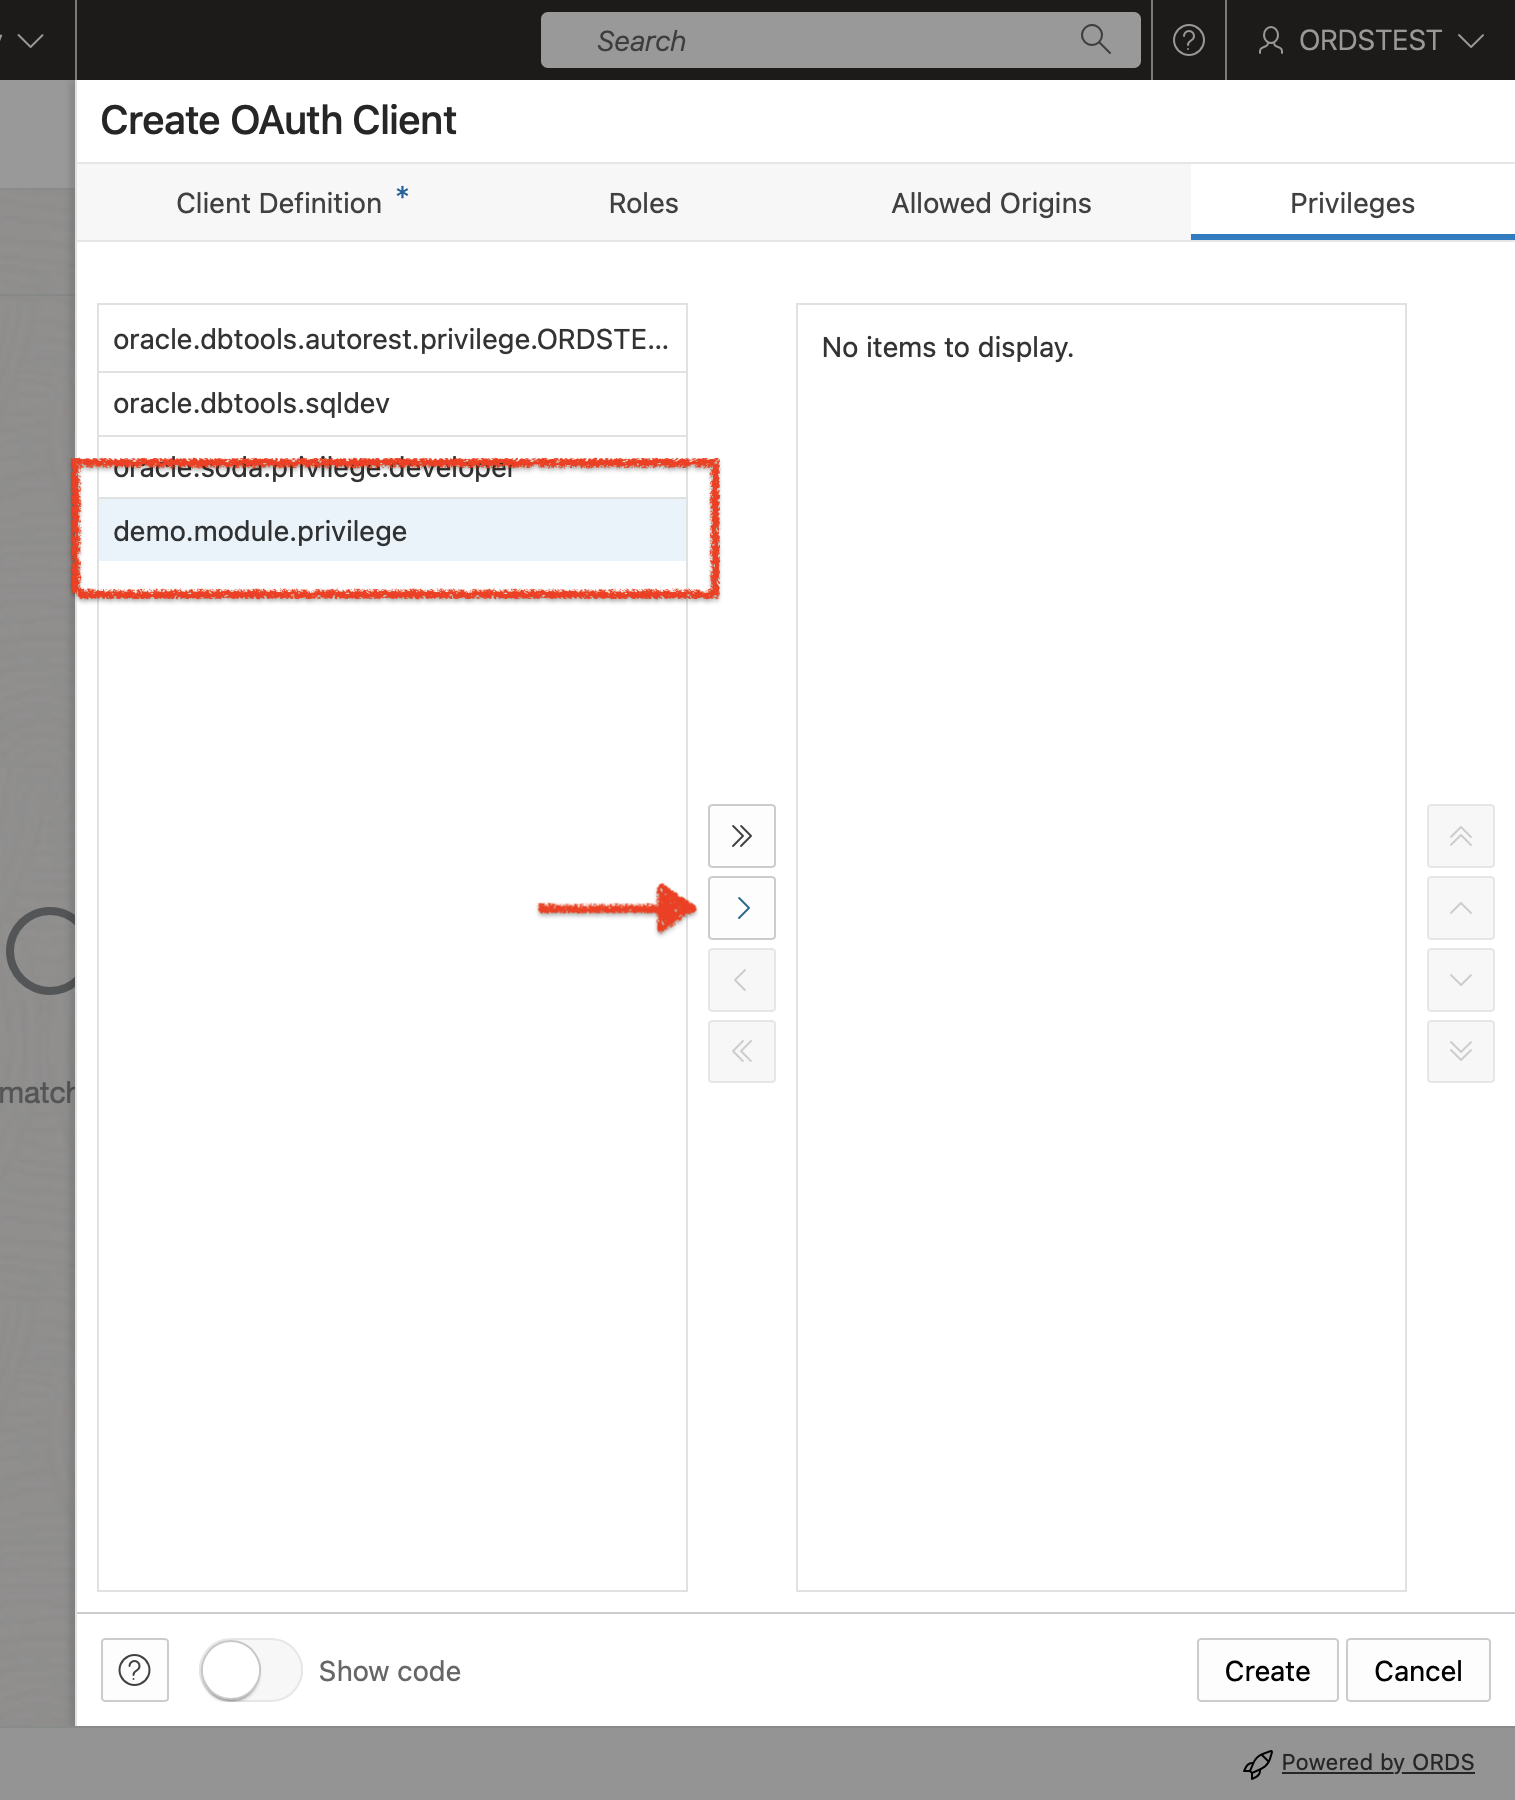 Search
ORDSTEST
Create OAuth Client
Client Definition *
Roles
Allowed Origins
Privileges
oracle.dbtools.autorest.privilege.ORDSTE...
oracle.dbtools.sqldev
oracle.soda.privilege.developer
demo.module.privilege
No items to display.
match
Show code
Create
Cancel
Powered by ORDS